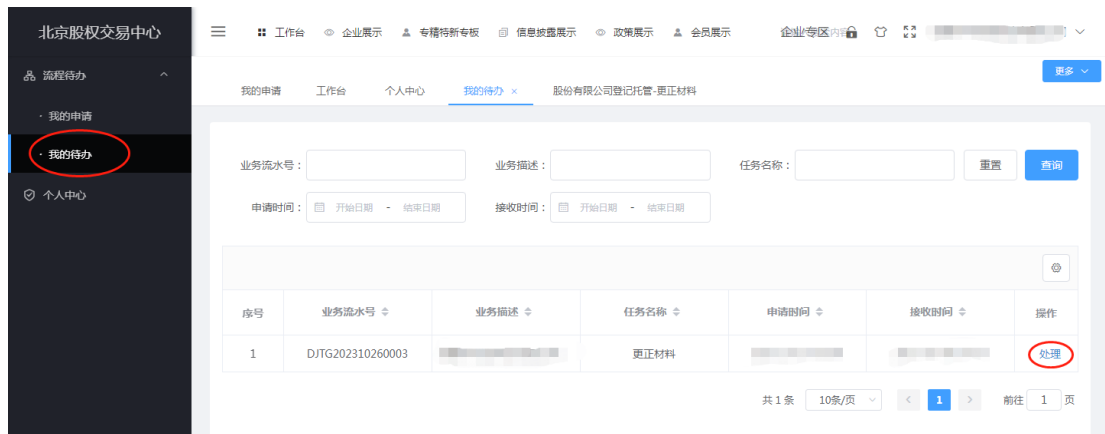 北京股权交易中心
工作台 企业展示 专精特新专板 信息披露展示 政策展示 会员展示 企业专区
流程待办
· 我的申请
· 我的待办
个人中心
我的申请 工作台 个人中心 我的待办 × 股份有限公司登记托管-更正材料
更多
业务流水号： 业务描述： 任务名称： 重置 查询
申请时间： 开始日期 - 结束日期 接收时间： 开始日期 - 结束日期
序号 业务流水号 业务描述 任务名称 申请时间 接收时间 操作
1 DJTG202310260003 更正材料 处理
共 1 条 10条/页 < 1 > 前往 1 页